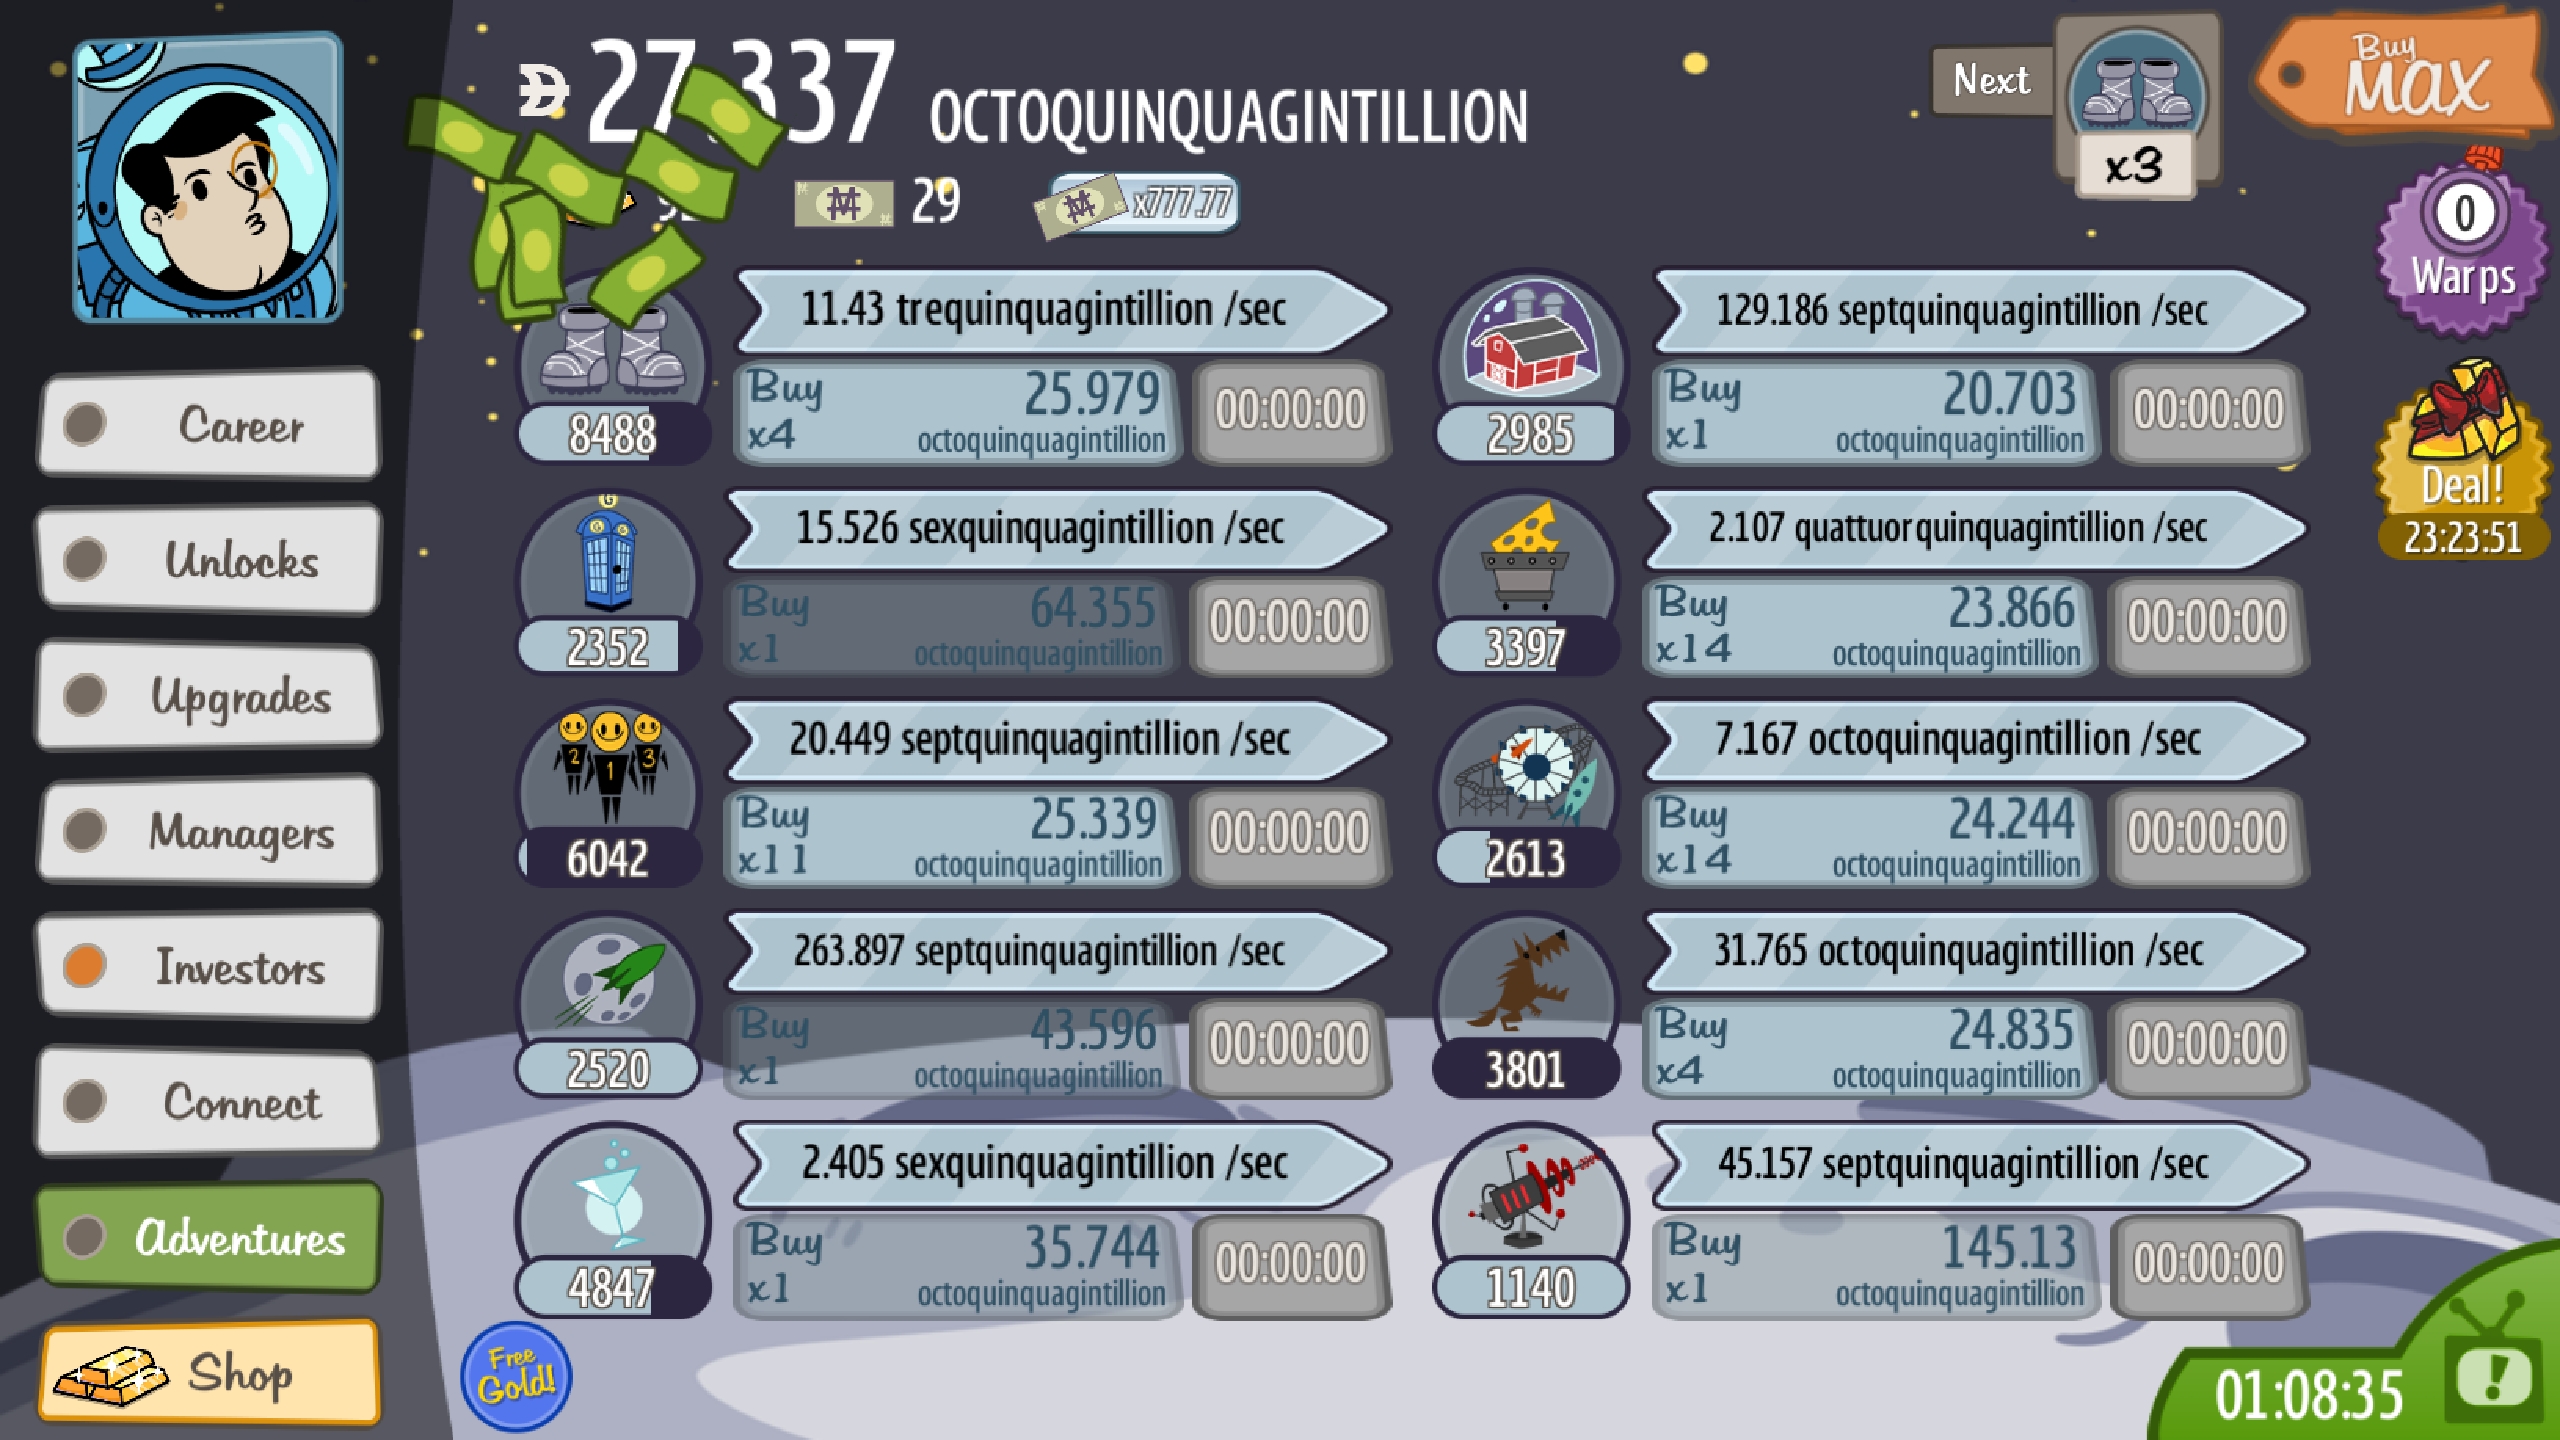 27.337 OCTOQUINQUAGINTILLION
29
x777.77
Next
x3
Buy
MAX
0
Warps
Deal!
23:23:51
Career
Unlocks
Upgrades
Managers
Investors
Connect
Adventures
Shop
11.43 trequinquagintillion /sec
8488
Buy 25.979
x4 octoquinquagintillion
00:00:00
129.186 septquinquagintillion /sec
2985
Buy 20.703
x1 octoquinquagintillion
00:00:00
15.526 sexquinquagintillion /sec
2352
Buy 64.355
x1 octoquinquagintillion
00:00:00
2.107 quattuorquinquagintillion /sec
3397
Buy 23.866
x14 octoquinquagintillion
00:00:00
20.449 septquinquagintillion /sec
2 1 3
6042
Buy 25.339
x11 octoquinquagintillion
00:00:00
7.167 octoquinquagintillion /sec
2613
Buy 24.244
x14 octoquinquagintillion
00:00:00
263.897 septquinquagintillion /sec
2520
Buy 43.596
x1 octoquinquagintillion
00:00:00
31.765 octoquinquagintillion /sec
3801
Buy 24.835
x4 octoquinquagintillion
00:00:00
2.405 sexquinquagintillion /sec
4847
Buy 35.744
x1 octoquinquagintillion
00:00:00
45.157 septquinquagintillion /sec
1140
Buy 145.13
x1 octoquinquagintillion
00:00:00
Free
Gold!
01:08:35
!